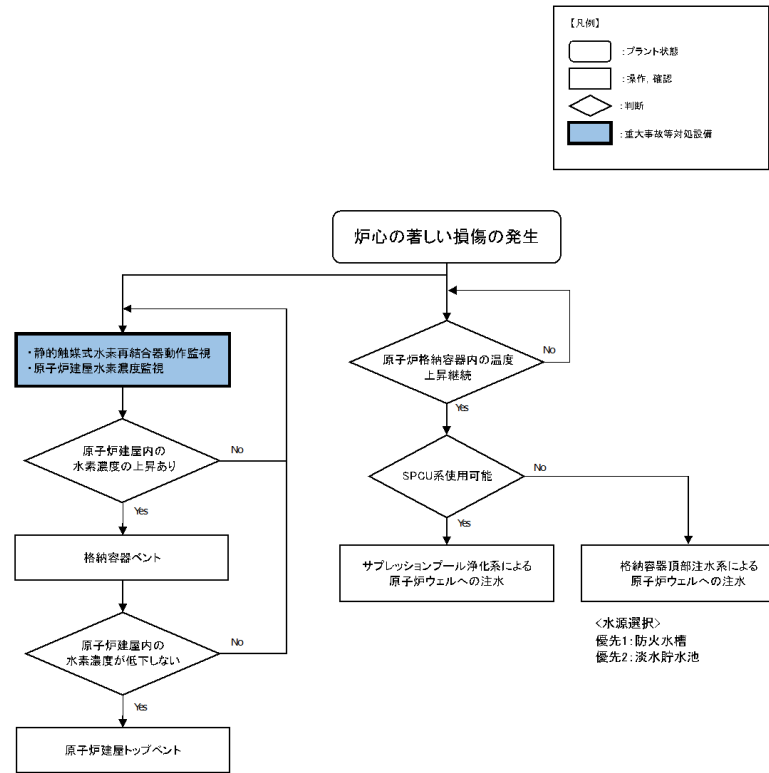 【凡例】
：プラント状態
：操作、確認
：判断
：重大事故等対処設備
炉心の著しい損傷の発生
・静的触媒式水素再結合器動作監視
・原子炉建屋水素濃度監視
原子炉格納容器内の温度
上昇継続
No
Yes
原子炉建屋内の
水素濃度の上昇あり
No
Yes
SPCU系使用可能
No
Yes
格納容器ベント
サプレッションプール浄化系による
原子炉ウェルへの注水
格納容器頂部注水系による
原子炉ウェルへの注水
＜水源選択＞
優先1：防火水槽
優先2：淡水貯水池
原子炉建屋内の
水素濃度が低下しない
No
Yes
原子炉建屋トップベント